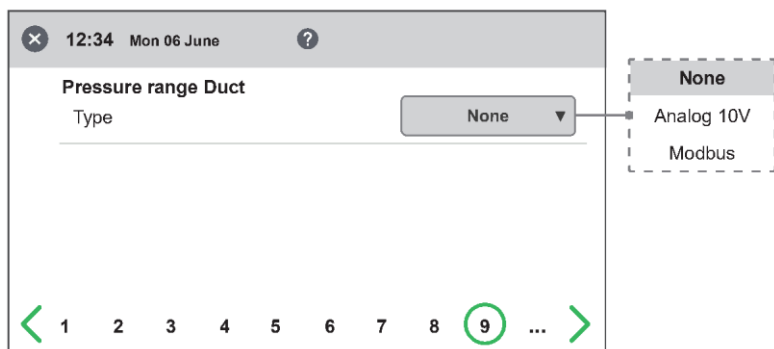 12:34 Mon 06 June ?
Pressure range Duct
Type None
None
Analog 10V
Modbus
1 2 3 4 5 6 7 8 9 ...